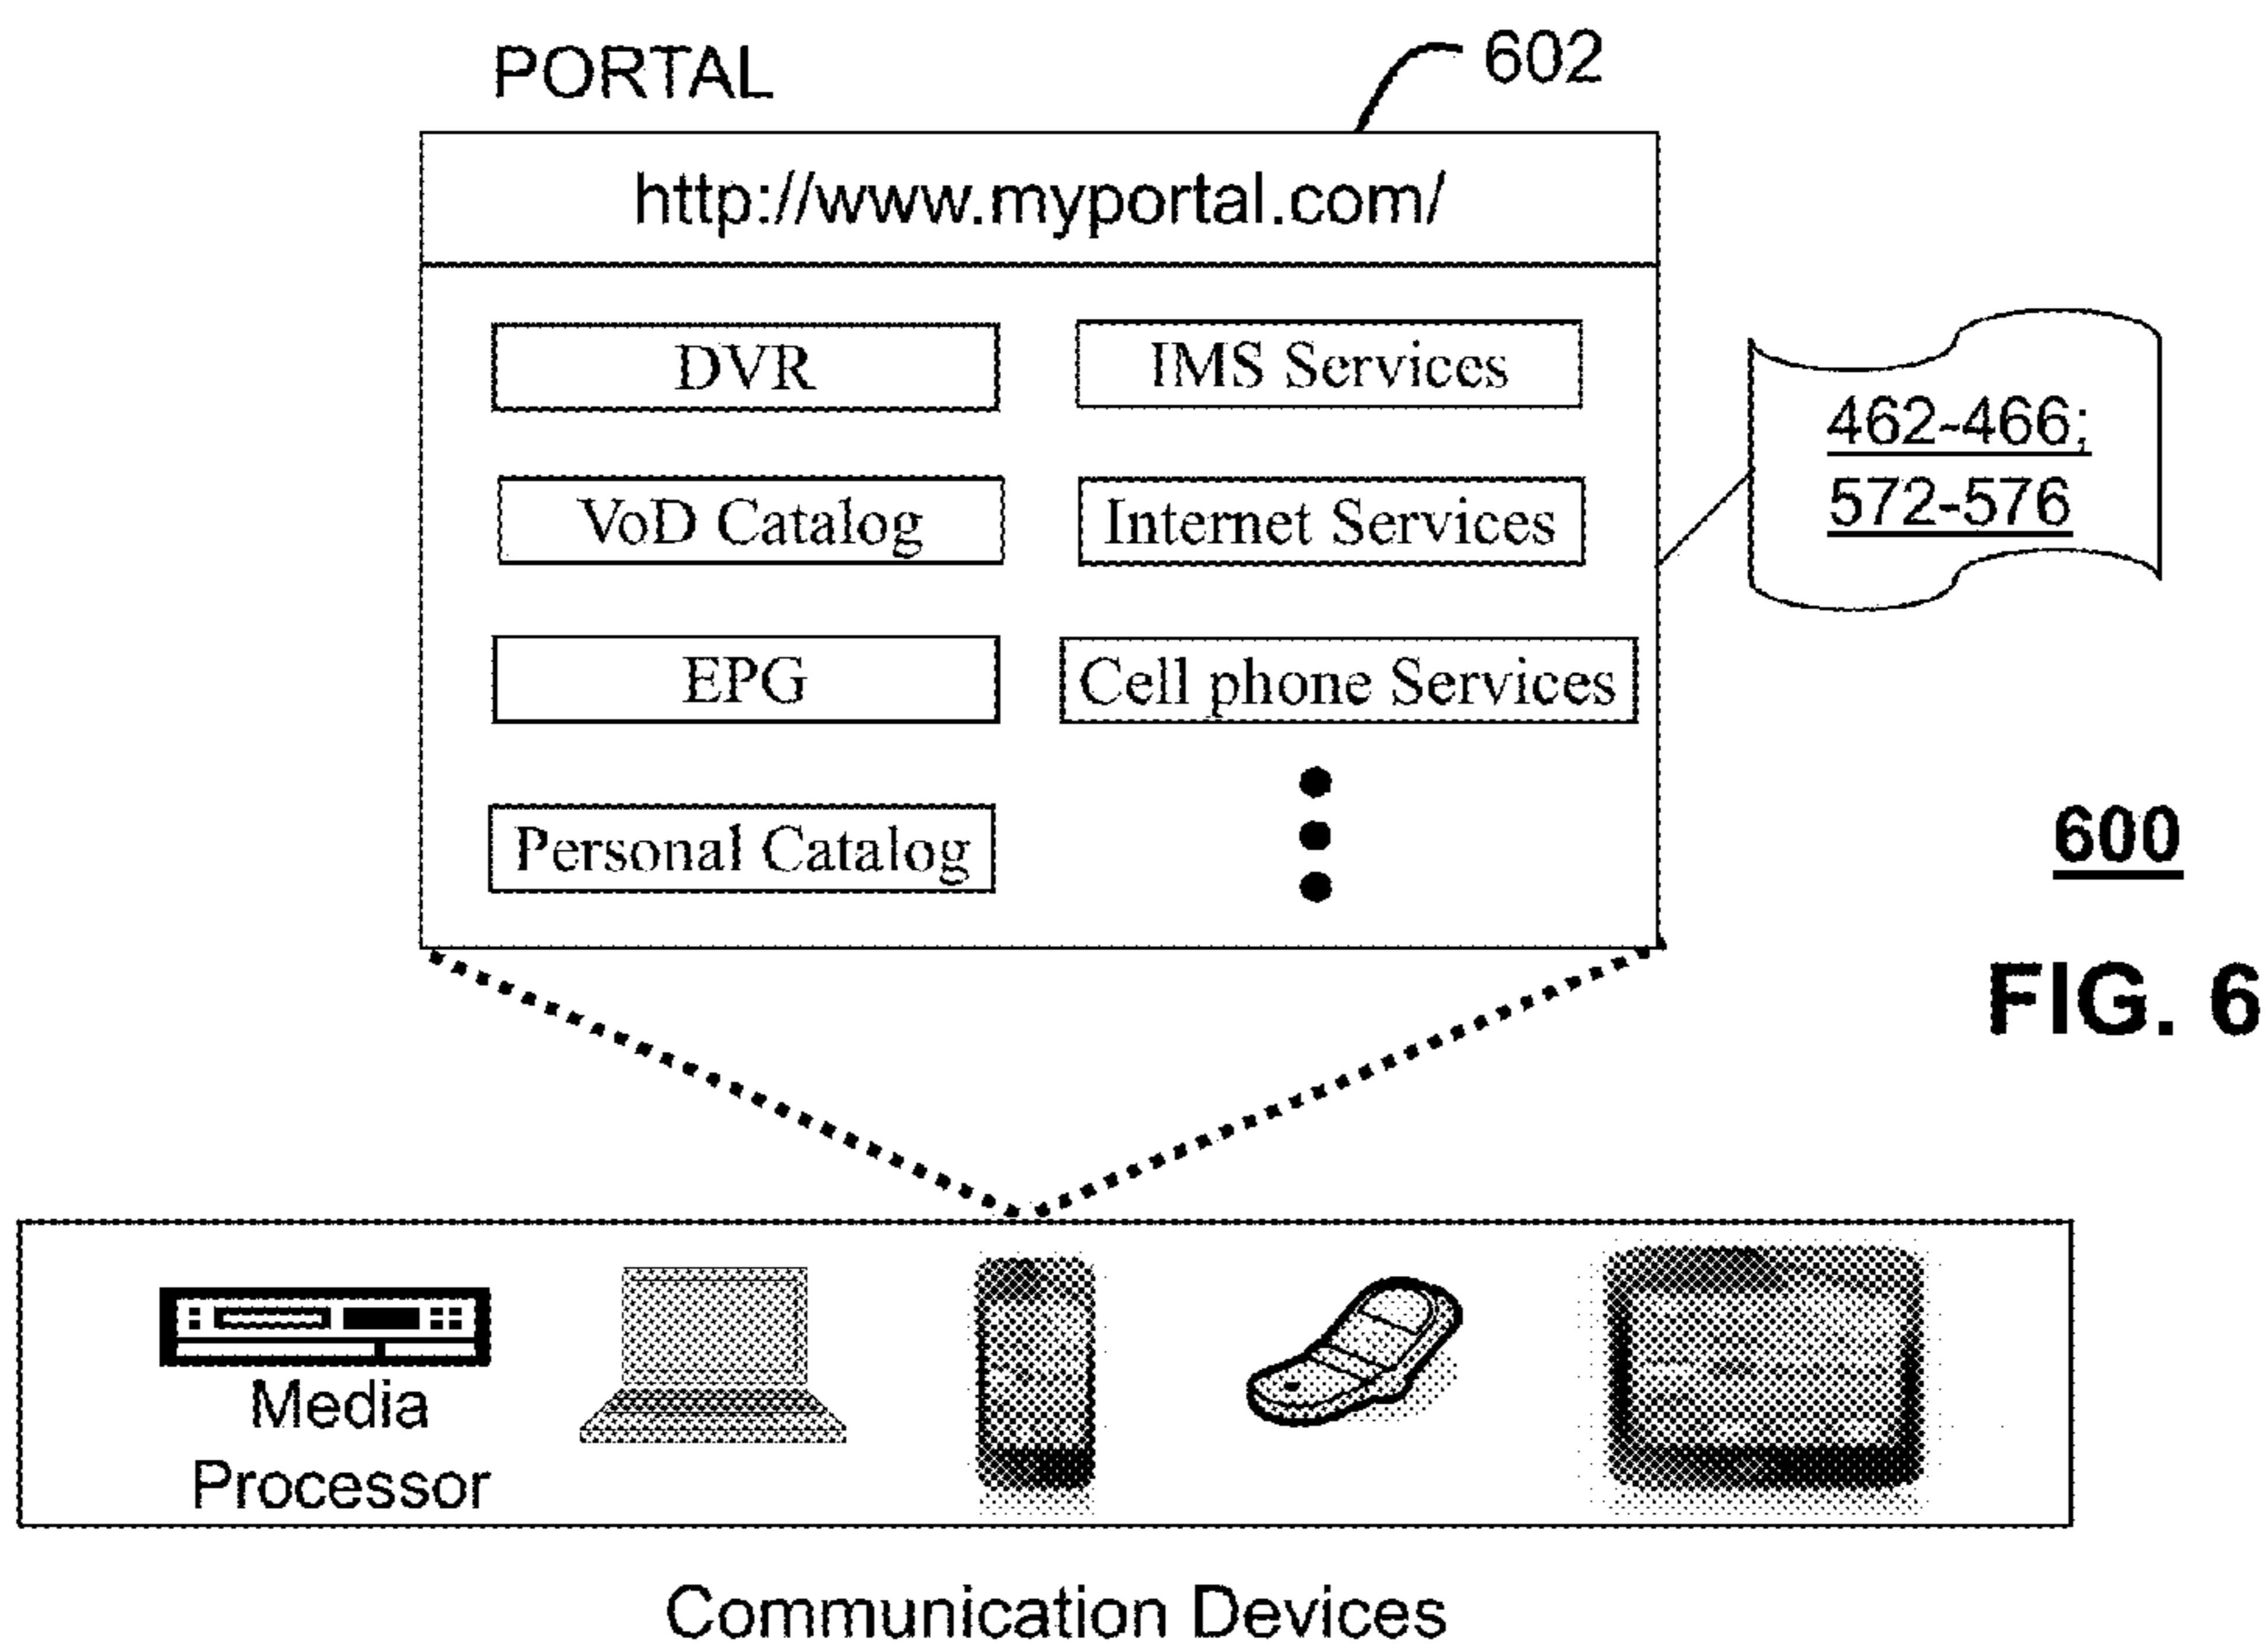 PORTAL
602
http://www.myportal.com/
DVR
IMS Services
VoD Catalog
Internet Services
EPG
Cell phone Services
Personal Catalog
462-466;
572-576
600
FIG. 6
Media
Processor
Communication Devices